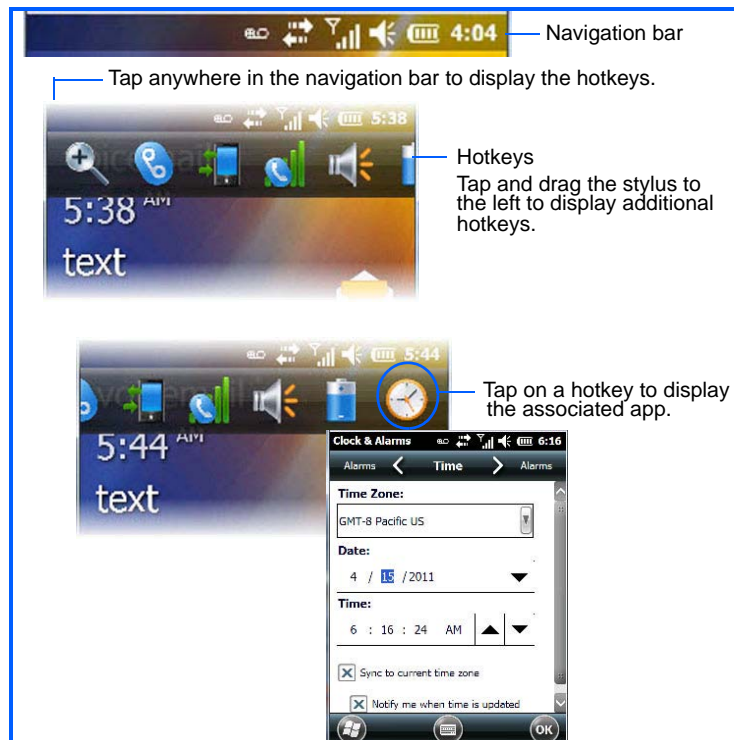 4:04
Navigation bar
Tap anywhere in the navigation bar to display the hotkeys.
5:38
Hotkeys
Tap and drag the stylus to
the left to display additional
hotkeys.
5:38 AM
text
5:44
Tap on a hotkey to display
the associated app.
5:44 AM
text
Clock & Alarms 6:16
Alarms Time Alarms
Time Zone:
GMT-8 Pacific US
Date:
4 / 15 /2011
Time:
6 : 16 : 24 AM
Sync to current time zone
Notify me when time is updated
OK